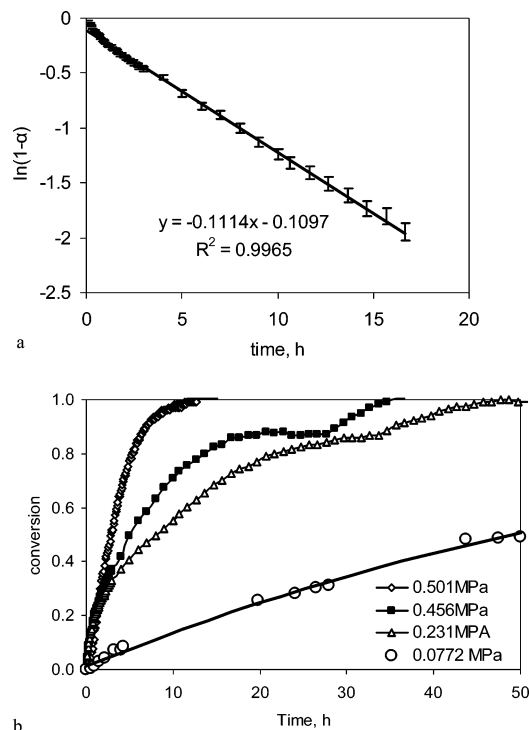 0
-0.5
-1
-1.5
-2
-2.5
ln(1-α)
y = -0.1114x - 0.1097
R² = 0.9965
0 5 10 15 20
time, h
a
1.0
0.8
0.6
0.4
0.2
0.0
conversion
0.501MPa
0.456MPa
0.231MPA
0.0772 MPa
0 10 20 30 40 50
Time, h
b